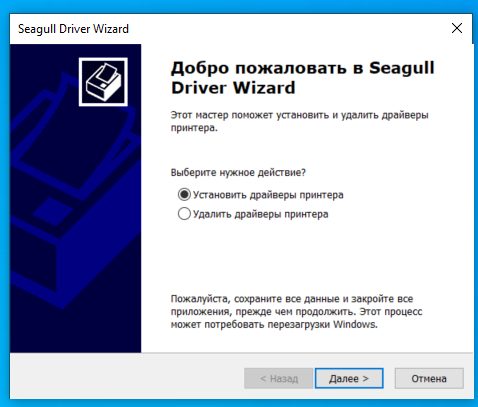 Seagull Driver Wizard
Добро пожаловать в Seagull
Driver Wizard
Этот мастер поможет установить и удалить драйверы
принтера.
Выберите нужное действие?
Установить драйверы принтера
Удалить драйверы принтера
Пожалуйста, сохраните все данные и закройте все
приложения, прежде чем продолжить. Этот процесс
может потребовать перезагрузки Windows.
< Назад
Далее >
Отмена